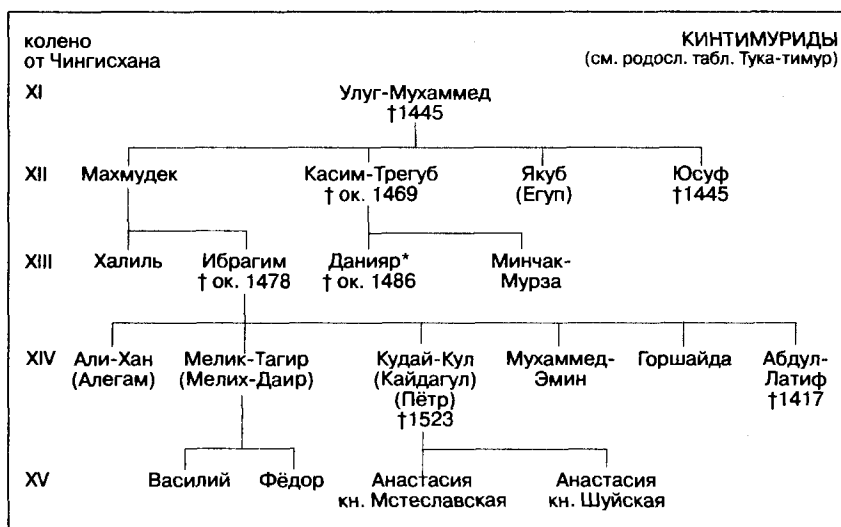 колено КИНТИМУРИДЫ
от Чингисхана (см. родосл. табл. Тука-тимур)
XI Улуг-Мухаммед
†1445
XII Махмудек Касим-Трегуб Якуб Юсуф
† ок. 1469 (Егуп) †1445
XIII Халиль Ибрагим Данияр* Минчак-
† ок. 1478 † ок. 1486 Мурза
XIV Али-Хан Мелик-Тагир Кудай-Кул Мухаммед- Горшайда Абдул-
(Алегам) (Мелих-Даир) (Кайдагул) Эмин Латиф
(Пётр) †1417
†1523
XV Василий Фёдор Анастасия Анастасия
кн. Мстеславская кн. Шуйская